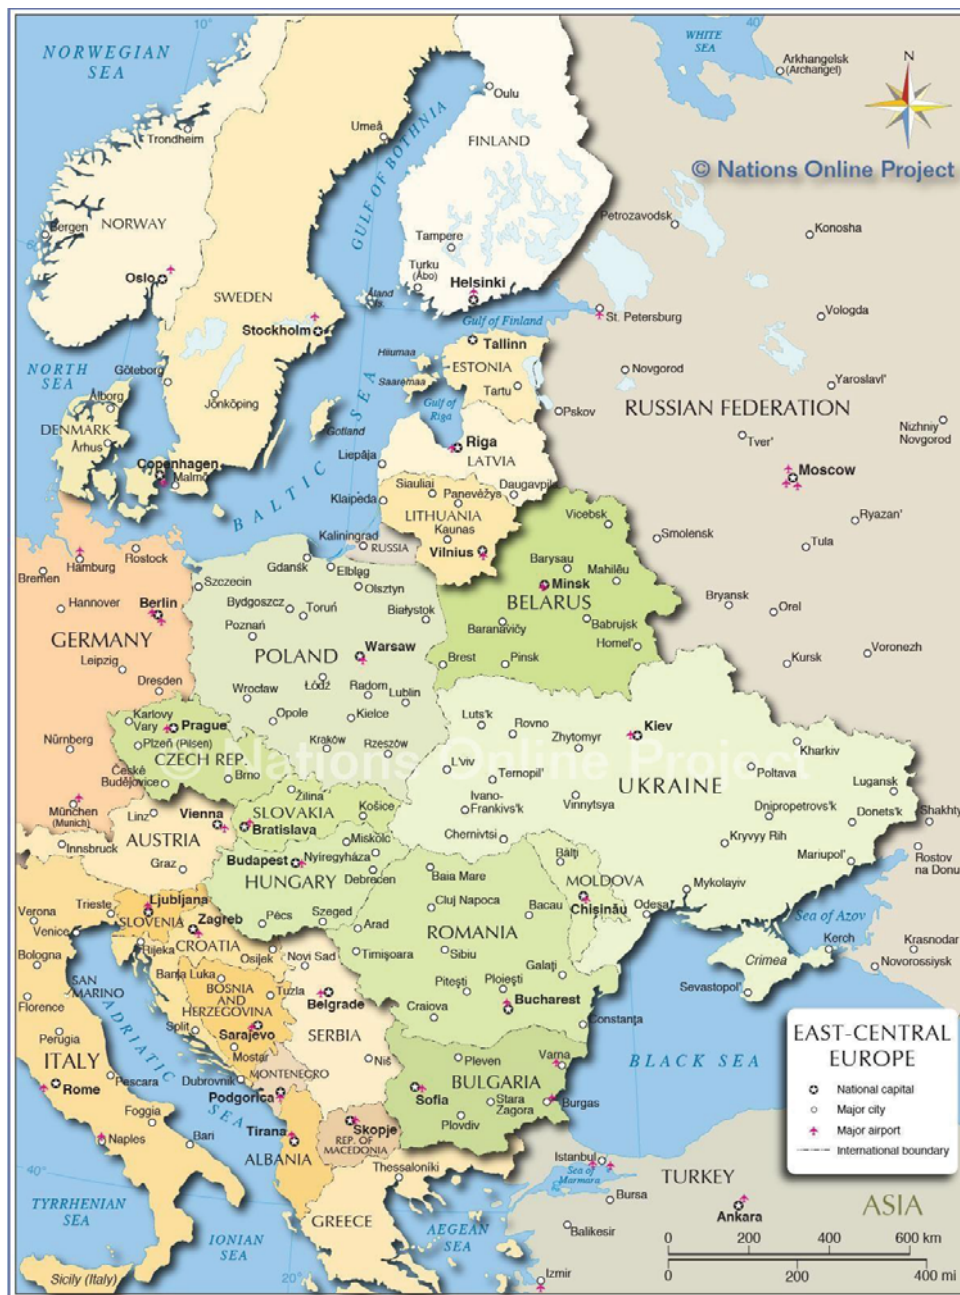 10°
40°
NORWEGIAN
SEA
WHITE
SEA
Arkhangelsk
(Archangel)
N
Oulu
Umeå
Trondheim
FINLAND
GULF OF BOTHNIA
© Nations Online Project
NORWAY
Bergen
Petrozavodsk
Konosha
Tampere
Turku
(Åbo)
Oslo
Helsinki
SWEDEN
Åland
Is.
Stockholm
Gulf of Finland
St. Petersburg
Vologda
Tallinn
NORTH
SEA
Göteborg
Hiiumaa
ESTONIA
Saaremaa
Tartu
Novgorod
Yaroslavl'
Ålborg
Jönköping
Gulf of
Riga
Pskov
RUSSIAN FEDERATION
DENMARK
Gotland
Nizhniy
Novgorod
Århus
Riga
Tver'
BALTIC SEA
Copenhagen
Malmö
Liepāja
LATVIA
Moscow
Siauliai
Daugavpils
Klaipėda
Panevėžys
LITHUANIA
Vicebsk
Ryazan'
Kaunas
Kaliningrad
RUSSIA
Vilnius
Smolensk
Tula
Hamburg
Rostock
Gdańsk
Elbląg
Barysau
Bremen
Szczecin
Olsztyn
Minsk
Mahilëu
Hannover
Berlin
Bydgoszcz
Toruń
Białystok
BELARUS
Bryansk
Orel
Poznań
Baranavičy
Babrujsk
GERMANY
POLAND
Warsaw
Homel'
Voronezh
Leipzig
Brest
Pinsk
Kursk
Dresden
Łódź
Radom
Wrocław
Lublin
Karlovy
Vary
Prague
Opole
Kielce
Luts'k
Rovno
Kiev
Nürnberg
Plzeń (Pilsen)
Kraków
Rzeszów
Zhytomyr
Kharkiv
CZECH REP.
© Nations Online Project
L'viv
České
Budějovice
Brno
Ternopil'
Poltava
UKRAINE
Lugansk
München
(Munich)
Žilina
Ivano-
Frankivs'k
Vinnytsya
Dnipropetrovs'k
Linz
Vienna
SLOVAKIA
Košice
Donets'k
Shakhty
Bratislava
Chernivtsi
AUSTRIA
Miskolc
Kryvyy Rih
Innsbruck
Budapest
Nyíregyháza
Bălţi
Mariupol'
Rostov
na Donu
Graz
HUNGARY
Debrecen
Baia Mare
MOLDOVA
Mykolayiv
Ljubljana
Cluj Napoca
Chişinău
Verona
Trieste
SLOVENIA
Zagreb
Pécs
Szeged
Arad
Bacau
Odesa
Sea of Azov
Venice
CROATIA
ROMANIA
Kerch
Krasnodar
Bologna
Rijeka
Osijek
Timişoara
Sibiu
Crimea
Novorossiysk
Novi Sad
SAN
MARINO
Banja Luka
BOSNIA
AND
HERZEGOVINA
Tuzla
Piteşti
Ploieşti
Galaţi
Sevastopol'
Florence
Belgrade
Craiova
Bucharest
Split
Sarajevo
SERBIA
Constanţa
Perugia
Mostar
ADRIATIC SEA
ITALY
Niš
Pleven
Varna
BLACK SEA
Rome
Pescara
Dubrovnik
MONTENEGRO
BULGARIA
Podgorica
Sofia
Stara
Zagora
Burgas
Foggia
Skopje
Plovdiv
Naples
Bari
Tirana
REP. OF
MACEDONIA
ALBANIA
Thessaloniki
Istanbul
Sea of
Marmara
TURKEY
40°
TYRRHENIAN
SEA
Bursa
Ankara
ASIA
GREECE
AEGEAN
SEA
Balikesir
IONIAN
SEA
Izmir
Sicily (Italy)
20°
EAST-CENTRAL
EUROPE
National capital
Major city
Major airport
International boundary
0 200 400 600 km
0 200 400 mi